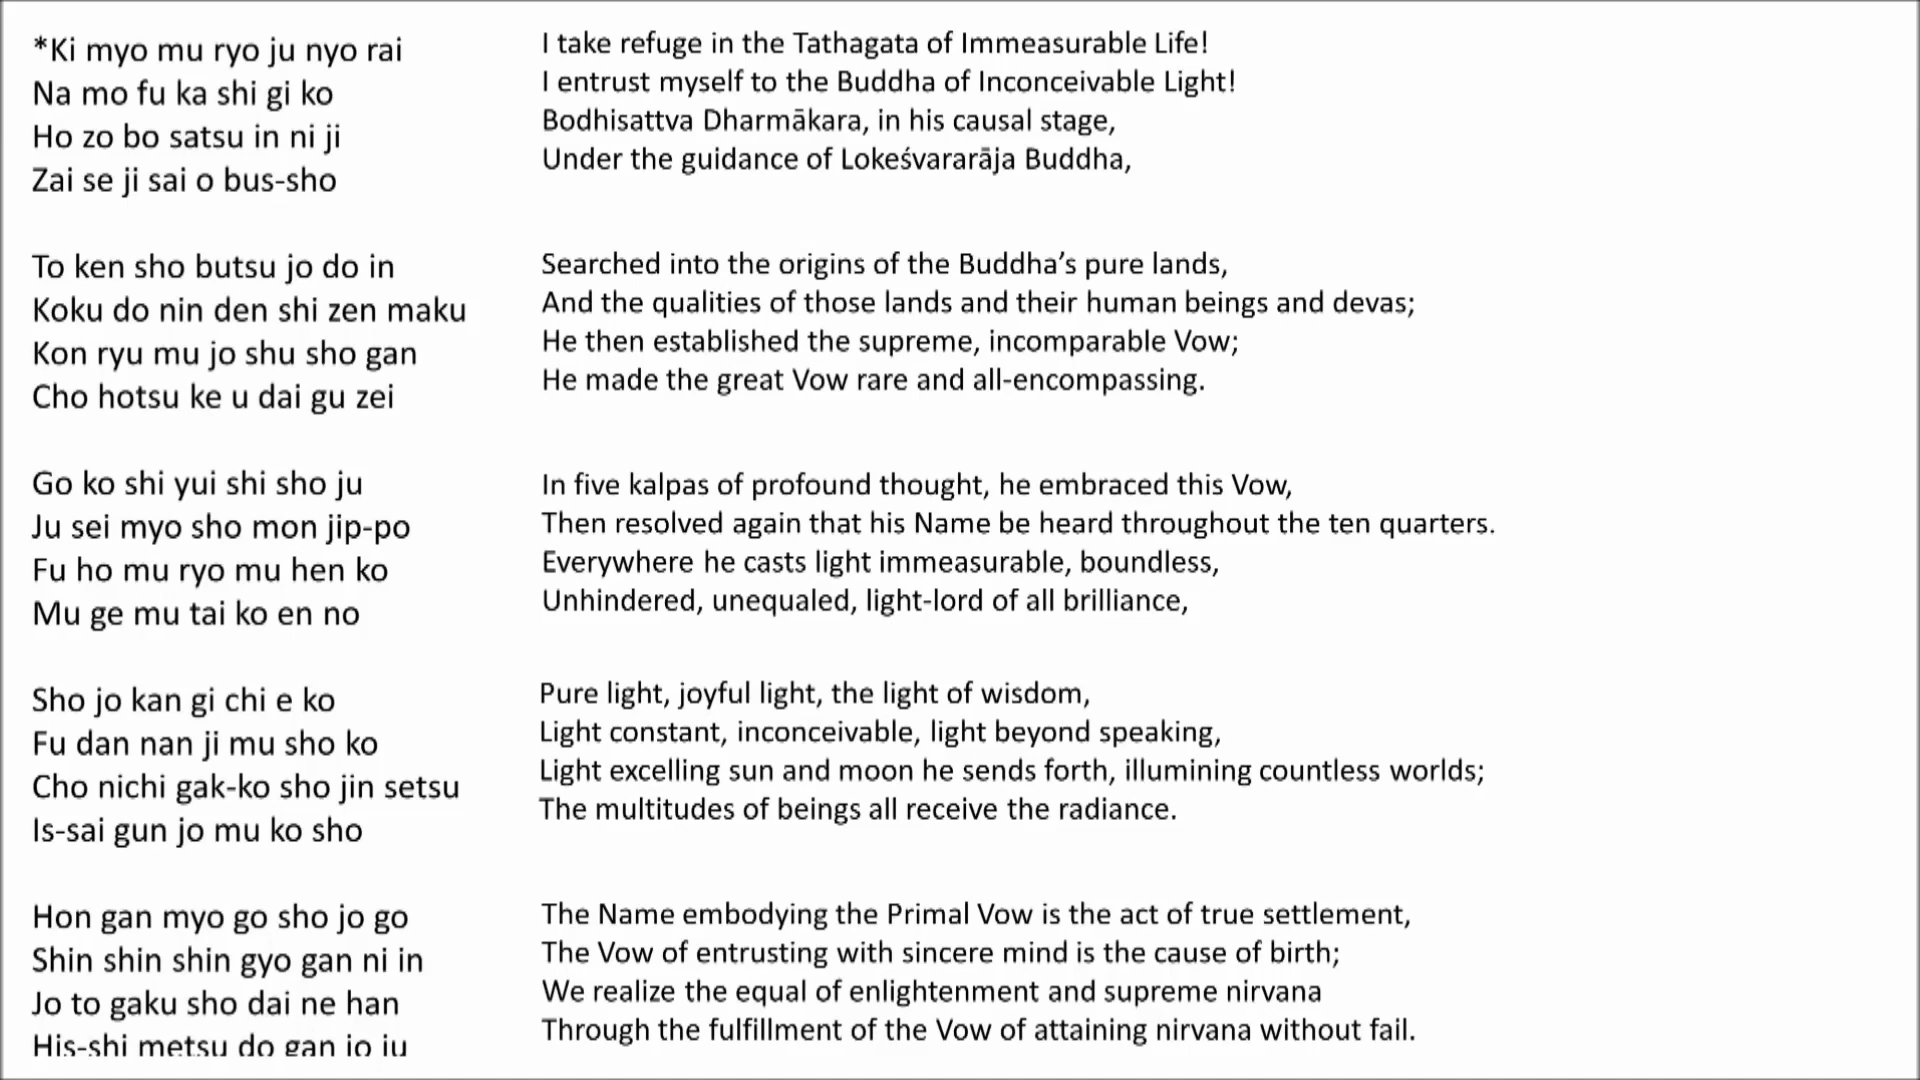 *Ki myo mu ryo ju nyo rai
Na mo fu ka shi gi ko
Ho zo bo satsu in ni ji
Zai se ji sai o bus-sho
To ken sho butsu jo do in
Koku do nin den shi zen maku
Kon ryu mu jo shu sho gan
Cho hotsu ke u dai gu zei
Go ko shi yui shi sho ju
Ju sei myo sho mon jip-po
Fu ho mu ryo mu hen ko
Mu ge mu tai ko en no
Sho jo kan gi chi e ko
Fu dan nan ji mu sho ko
Cho nichi gak-ko sho jin setsu
Is-sai gun jo mu ko sho
Hon gan myo go sho jo go
Shin shin shin gyo gan ni in
Jo to gaku sho dai ne han
His-shi metsu do gan jo ju
I take refuge in the Tathagata of Immeasurable Life!
I entrust myself to the Buddha of Inconceivable Light!
Bodhisattva Dharmākara, in his causal stage,
Under the guidance of Lokeśvararāja Buddha,
Searched into the origins of the Buddha’s pure lands,
And the qualities of those lands and their human beings and devas;
He then established the supreme, incomparable Vow;
He made the great Vow rare and all-encompassing.
In five kalpas of profound thought, he embraced this Vow,
Then resolved again that his Name be heard throughout the ten quarters.
Everywhere he casts light immeasurable, boundless,
Unhindered, unequaled, light-lord of all brilliance,
Pure light, joyful light, the light of wisdom,
Light constant, inconceivable, light beyond speaking,
Light excelling sun and moon he sends forth, illumining countless worlds;
The multitudes of beings all receive the radiance.
The Name embodying the Primal Vow is the act of true settlement,
The Vow of entrusting with sincere mind is the cause of birth;
We realize the equal of enlightenment and supreme nirvana
Through the fulfillment of the Vow of attaining nirvana without fail.